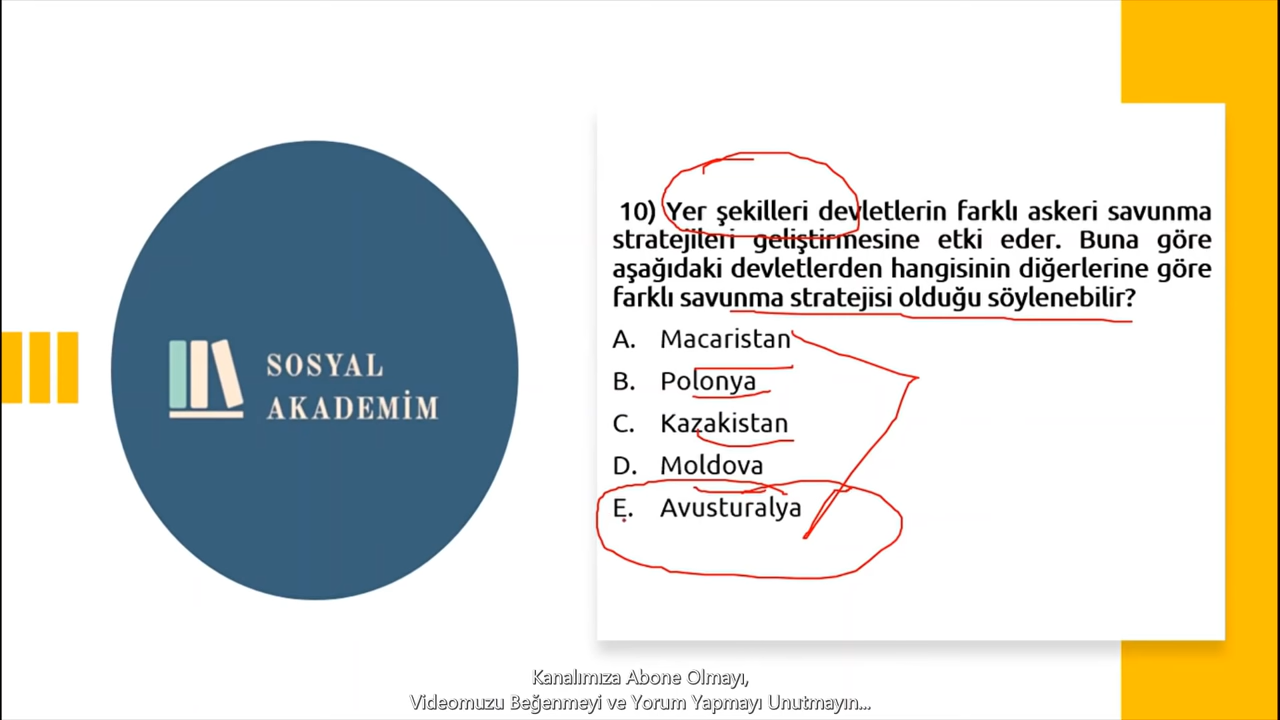 SOSYAL
AKADEMİM
10) Yer şekilleri devletlerin farklı askeri savunma
stratejileri geliştirmesine etki eder. Buna göre
aşağıdaki devletlerden hangisinin diğerlerine göre
farklı savunma stratejisi olduğu söylenebilir?
A. Macaristan
B. Polonya
C. Kazakistan
D. Moldova
E. Avusturalya
Kanalımıza Abone Olmayı,
Videomuzu Beğenmeyi ve Yorum Yapmayı Unutmayın...